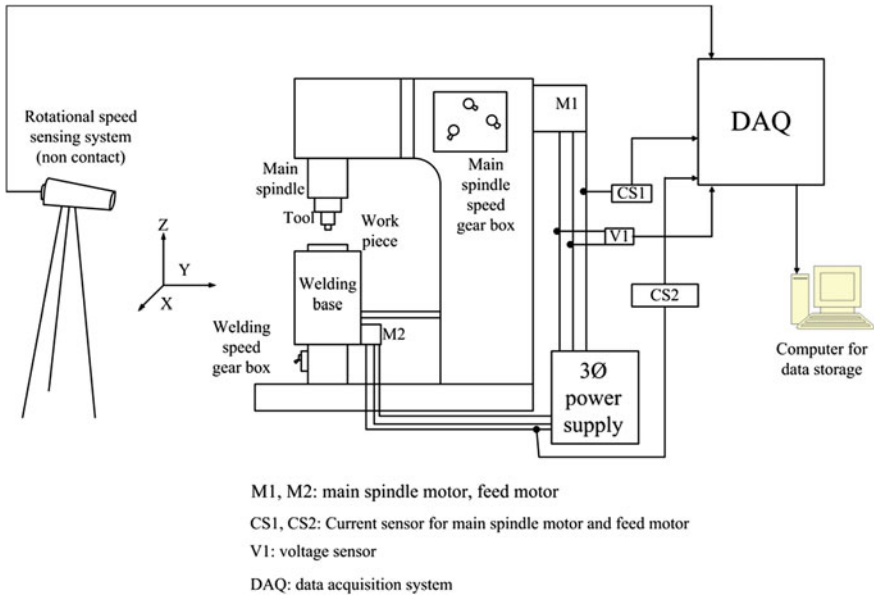 Rotational speed
sensing system
(non contact)
Z
Y
X
Main
spindle
Tool
Work
piece
Welding
base
Welding
speed
gear box
M2
Main
spindle
speed
gear box
M1
CS1
V1
CS2
DAQ
3Ø
power
supply
Computer for
data storage
M1, M2: main spindle motor, feed motor
CS1, CS2: Current sensor for main spindle motor and feed motor
V1: voltage sensor
DAQ: data acquisition system